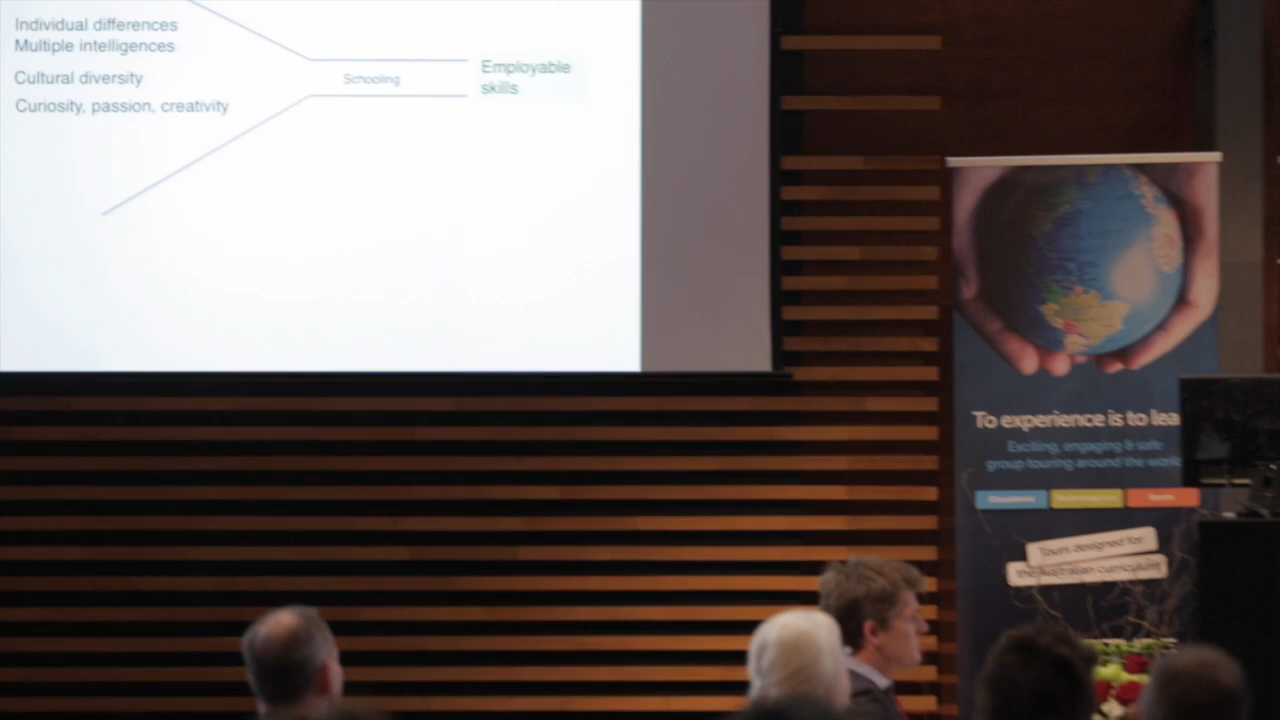 Individual differences
Multiple intelligences
Cultural diversity
Curiosity, passion, creativity
Schooling
Employable
skills
To experience is to lea
Exciting, engaging & safe
group touring around the world
Tours designed for
the Australian curriculum